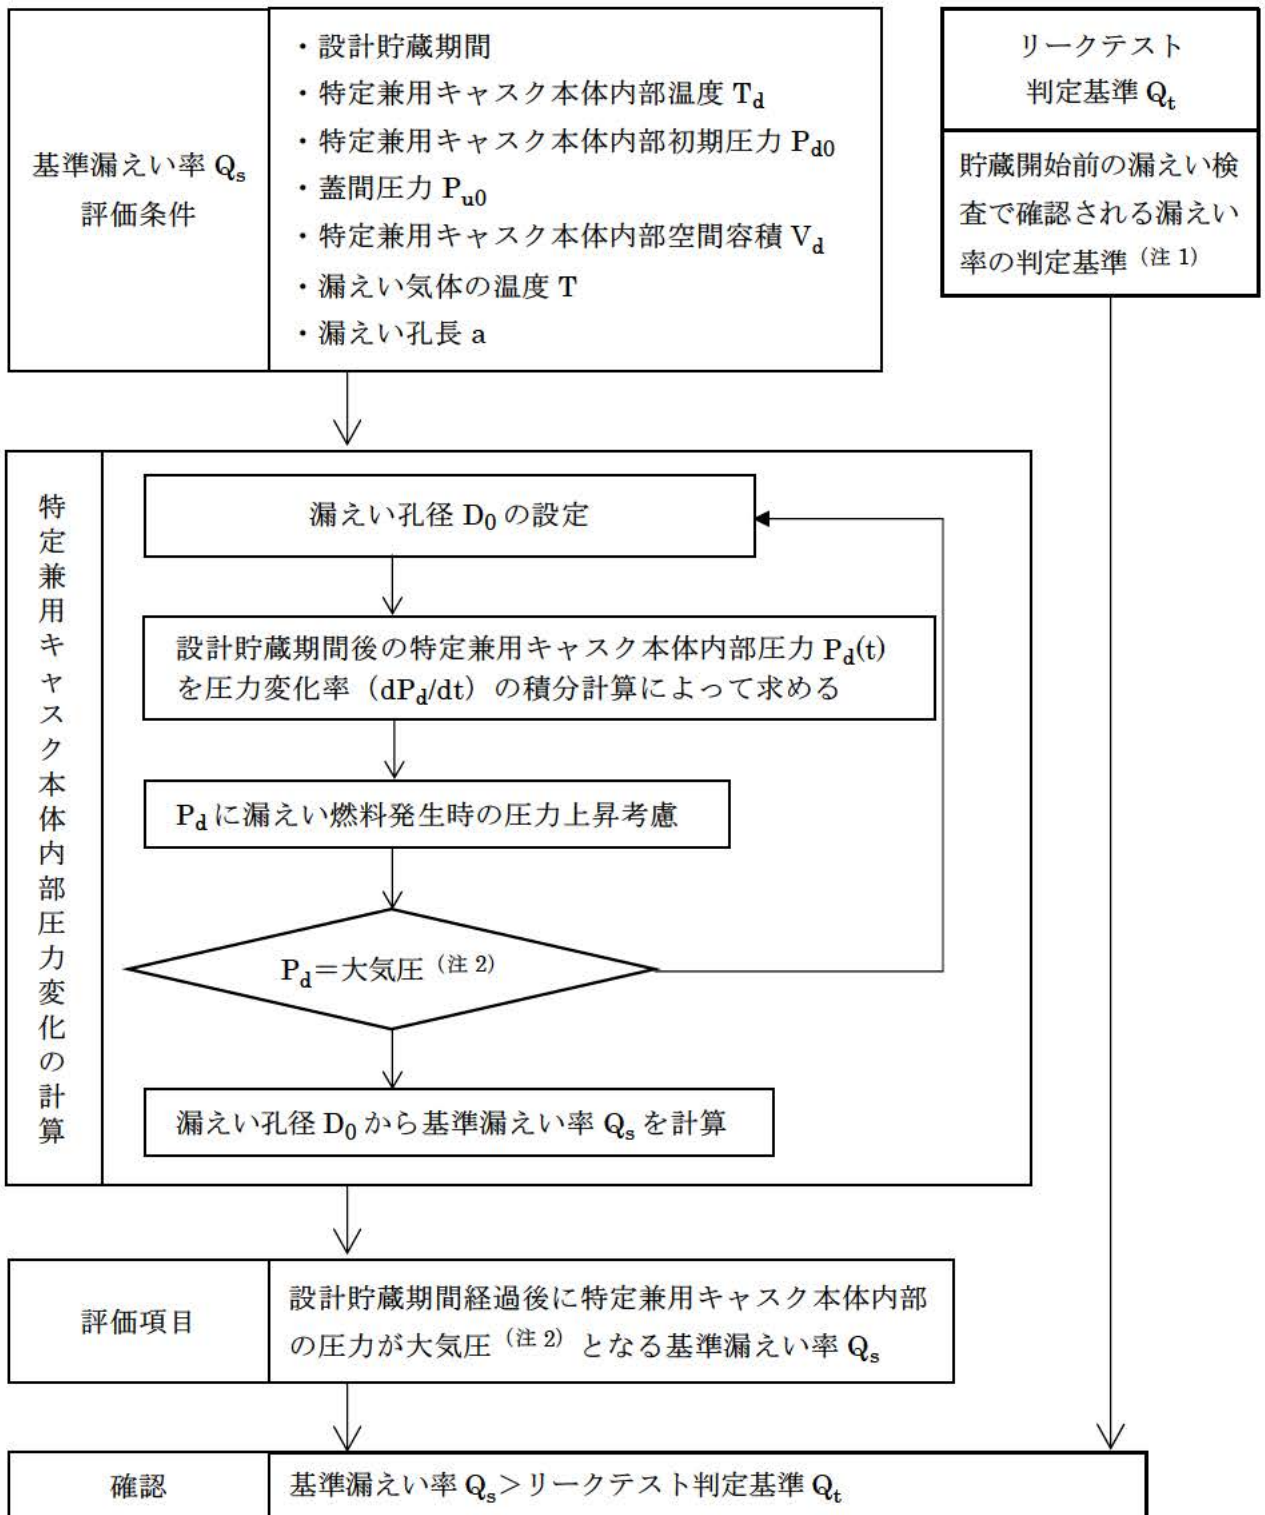 基準漏えい率 Qs
評価条件
・設計貯蔵期間
・特定兼用キャスク本体内部温度 Td
・特定兼用キャスク本体内部初期圧力 Pd0
・蓋間圧力 Pu0
・特定兼用キャスク本体内部空間容積 Vd
・漏えい気体の温度 T
・漏えい孔長 a
リークテスト
判定基準 Qt
貯蔵開始前の漏えい検
査で確認される漏えい
率の判定基準（注 1）
特定兼用キャスク本体内部圧力変化の計算
漏えい孔径 D0 の設定
設計貯蔵期間後の特定兼用キャスク本体内部圧力 Pd(t)
を圧力変化率（dPd/dt）の積分計算によって求める
Pd に漏えい燃料発生時の圧力上昇考慮
Pd＝大気圧（注 2）
漏えい孔径 D0 から基準漏えい率 Qs を計算
評価項目
設計貯蔵期間経過後に特定兼用キャスク本体内部
の圧力が大気圧（注 2）となる基準漏えい率 Qs
確認
基準漏えい率 Qs＞リークテスト判定基準 Qt